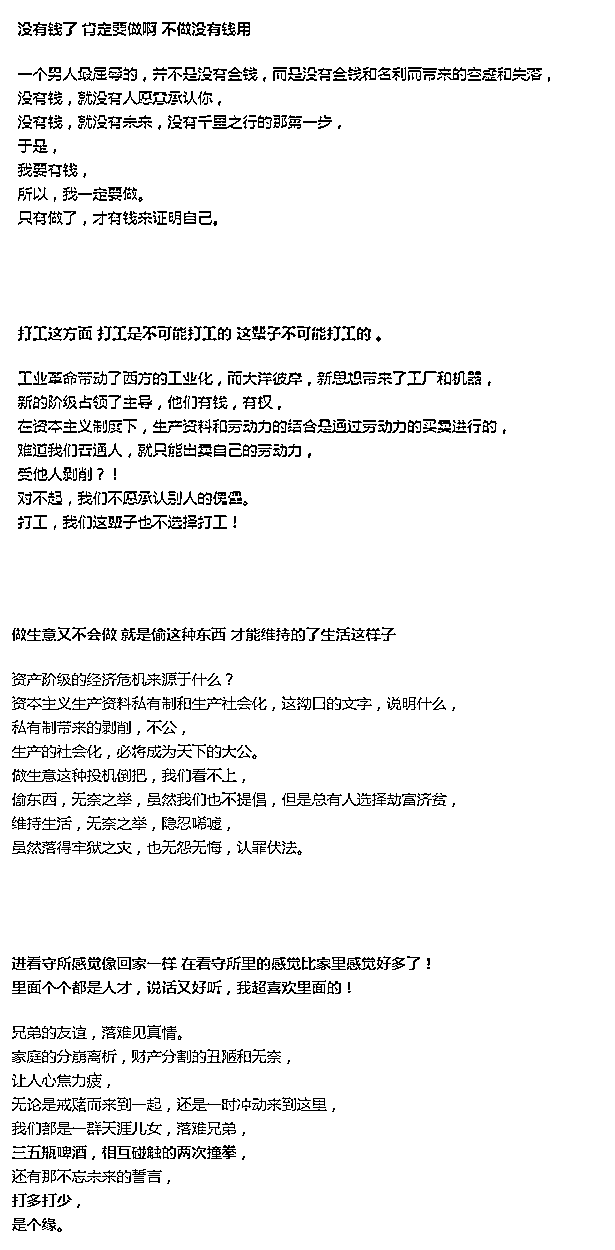 没有钱了 肯定要做啊 不做没有钱用
一个男人最屈辱的，并不是没有金钱，而是没有金钱和名利而带来的空虚和失落，
没有钱，就没有人愿意承认你，
没有钱，就没有未来，没有千里之行的那第一步，
于是，
我要有钱，
所以，我一定要做。
只有做了，才有钱来证明自己。
打工这方面 打工是不可能打工的 这辈子不可能打工的 。
工业革命带动了西方的工业化，而大洋彼岸，新思想带来了工厂和机器，
新的阶级占领了主导，他们有钱，有权，
在资本主义制度下，生产资料和劳动力的结合是通过劳动力的买卖进行的，
难道我们普通人，就只能出卖自己的劳动力，
受他人剥削？！
对不起，我们不愿承认别人的傀儡。
打工，我们这辈子也不选择打工！
做生意又不会做 就是偷这种东西 才能维持的了生活这样子
资产阶级的经济危机来源于什么？
资本主义生产资料私有制和生产社会化，这拗口的文字，说明什么，
私有制带来的剥削，不公，
生产的社会化，必将成为天下的大公。
做生意这种投机倒把，我们看不上，
偷东西，无奈之举，虽然我们也不提倡，但是总有人选择劫富济贫，
维持生活，无奈之举，隐忍唏嘘，
虽然落得牢狱之灾，也无怨无悔，认罪伏法。
进看守所感觉像回家一样 在看守所里的感觉比家里感觉好多了！
里面个个都是人才，说话又好听，我超喜欢里面的！
兄弟的友谊，落难见真情。
家庭的分崩离析，财产分割的丑陋和无奈，
让人心焦力疲，
无论是戒赌而来到一起，还是一时冲动来到这里，
我们都是一群天涯儿女，落难兄弟，
三五瓶啤酒，相互碰触的两次撞拳，
还有那不忘未来的誓言，
打多打少，
是个缘。